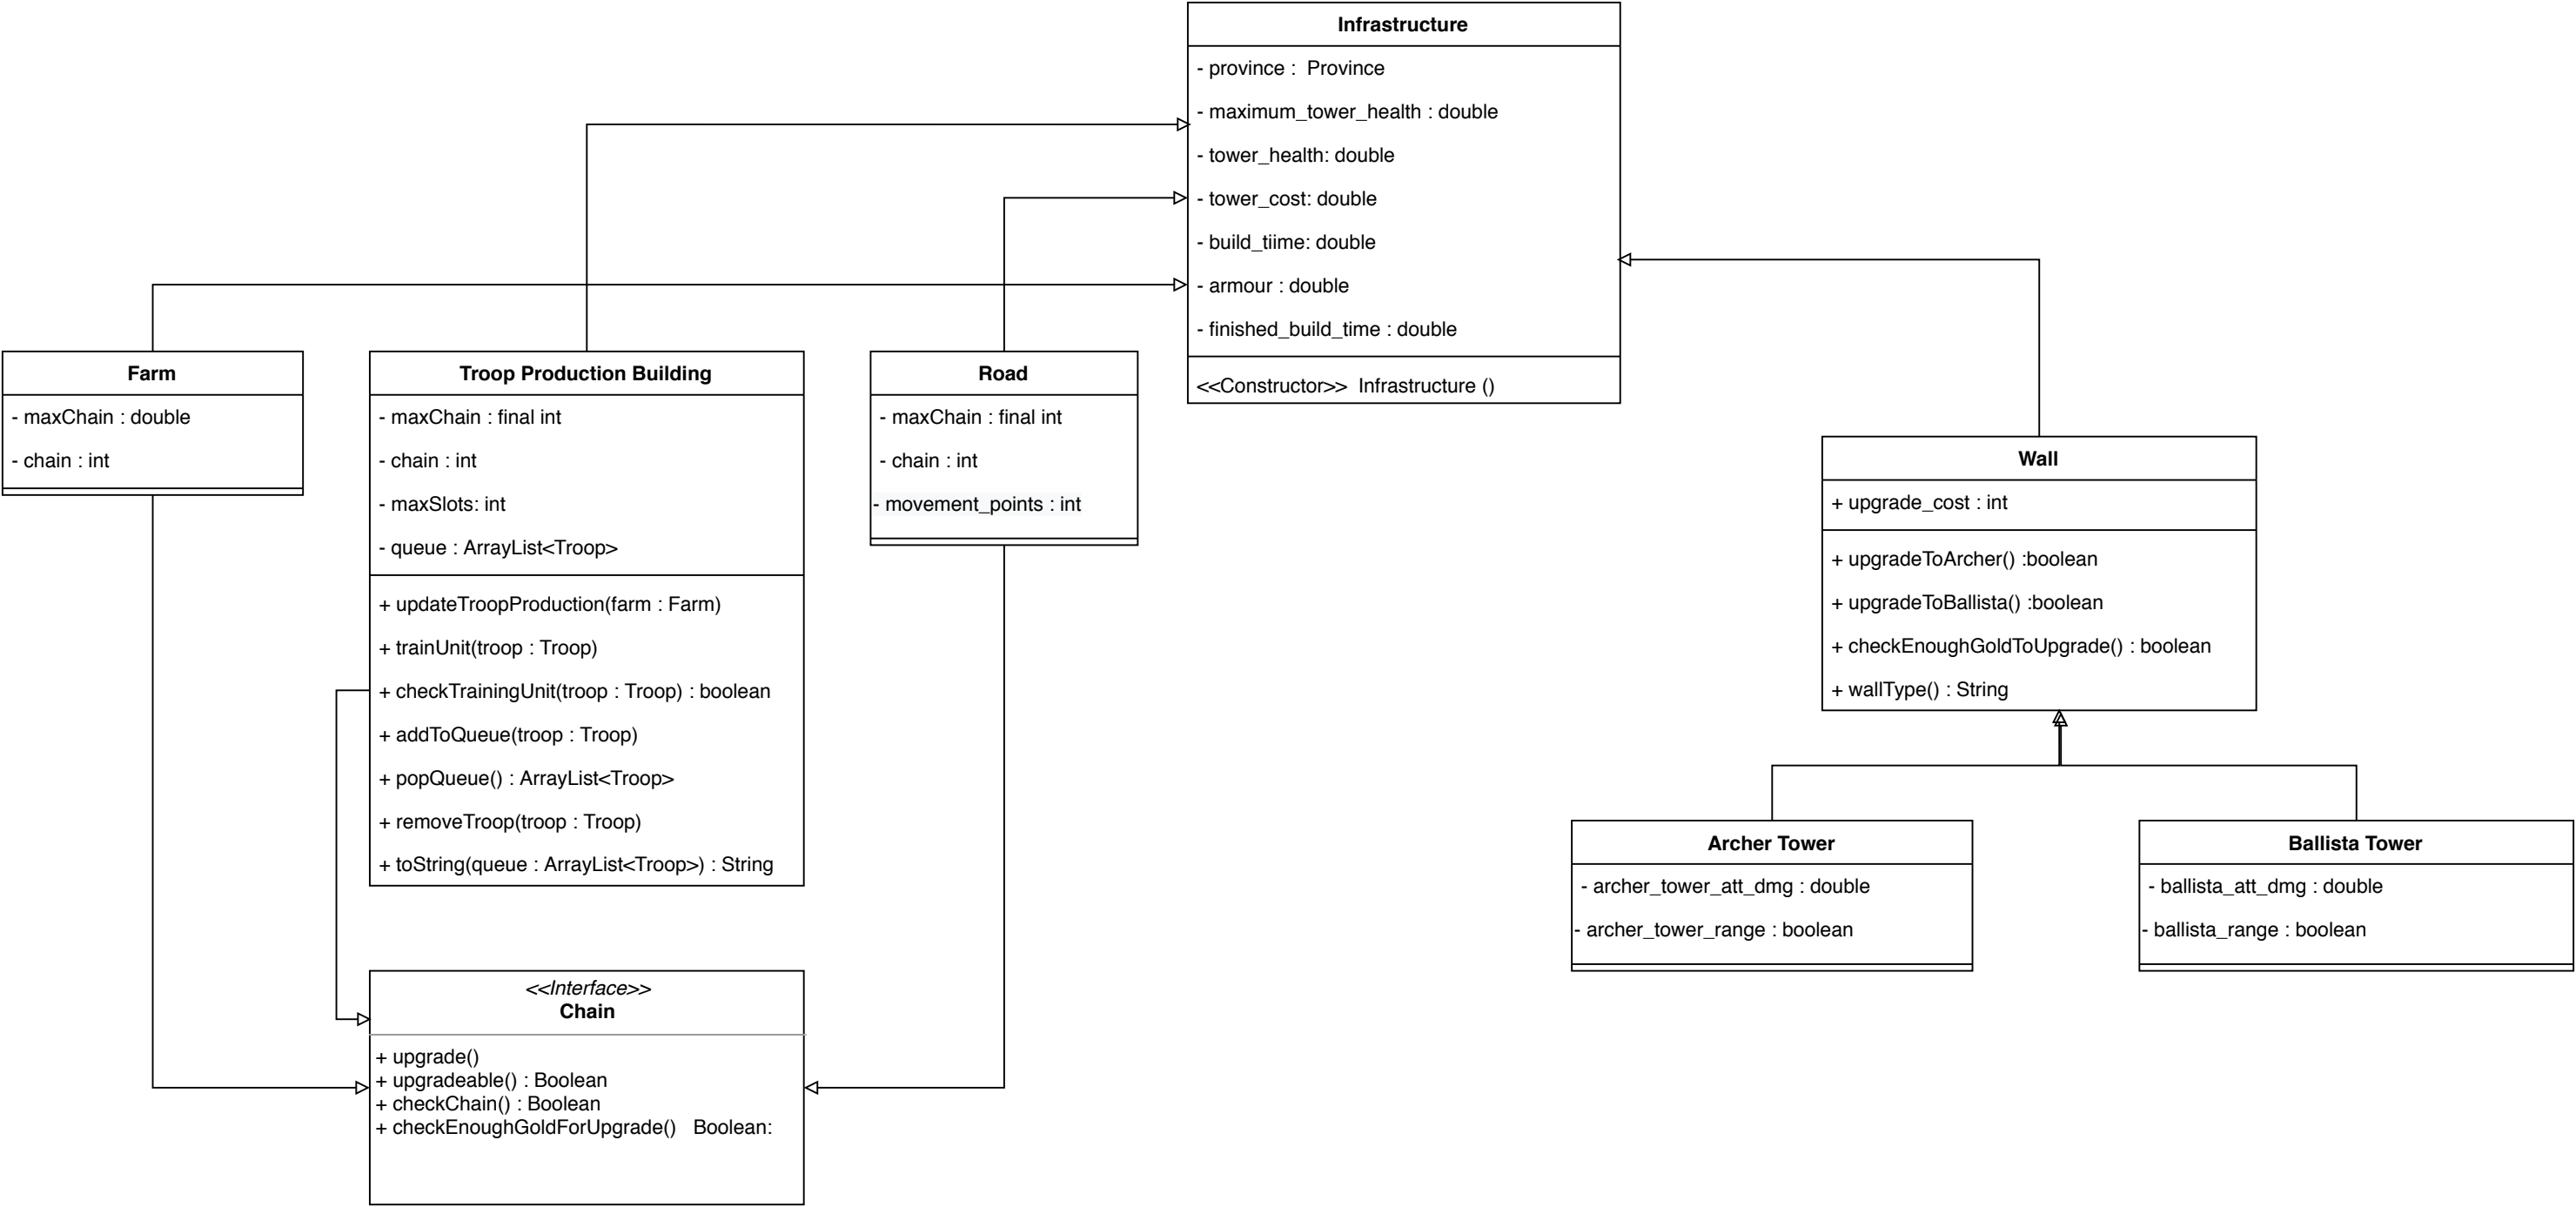 Infrastructure
- province :  Province
- maximum_tower_health : double
- tower_health: double
- tower_cost: double
- build_tiime: double
- armour : double
- finished_build_time : double
<<Constructor>>  Infrastructure ()
Farm
- maxChain : double
- chain : int
Troop Production Building
- maxChain : final int
- chain : int
- maxSlots: int
- queue : ArrayList<Troop>
+ updateTroopProduction(farm : Farm)
+ trainUnit(troop : Troop)
+ checkTrainingUnit(troop : Troop) : boolean
+ addToQueue(troop : Troop)
+ popQueue() : ArrayList<Troop>
+ removeTroop(troop : Troop)
+ toString(queue : ArrayList<Troop>) : String
Road
- maxChain : final int
- chain : int
- movement_points : int
Wall
+ upgrade_cost : int
+ upgradeToArcher() :boolean
+ upgradeToBallista() :boolean
+ checkEnoughGoldToUpgrade() : boolean
+ wallType() : String
Archer Tower
- archer_tower_att_dmg : double
- archer_tower_range : boolean
Ballista Tower
- ballista_att_dmg : double
- ballista_range : boolean
<<Interface>>
Chain
+ upgrade()
+ upgradeable() : Boolean
+ checkChain() : Boolean
+ checkEnoughGoldForUpgrade()   Boolean: